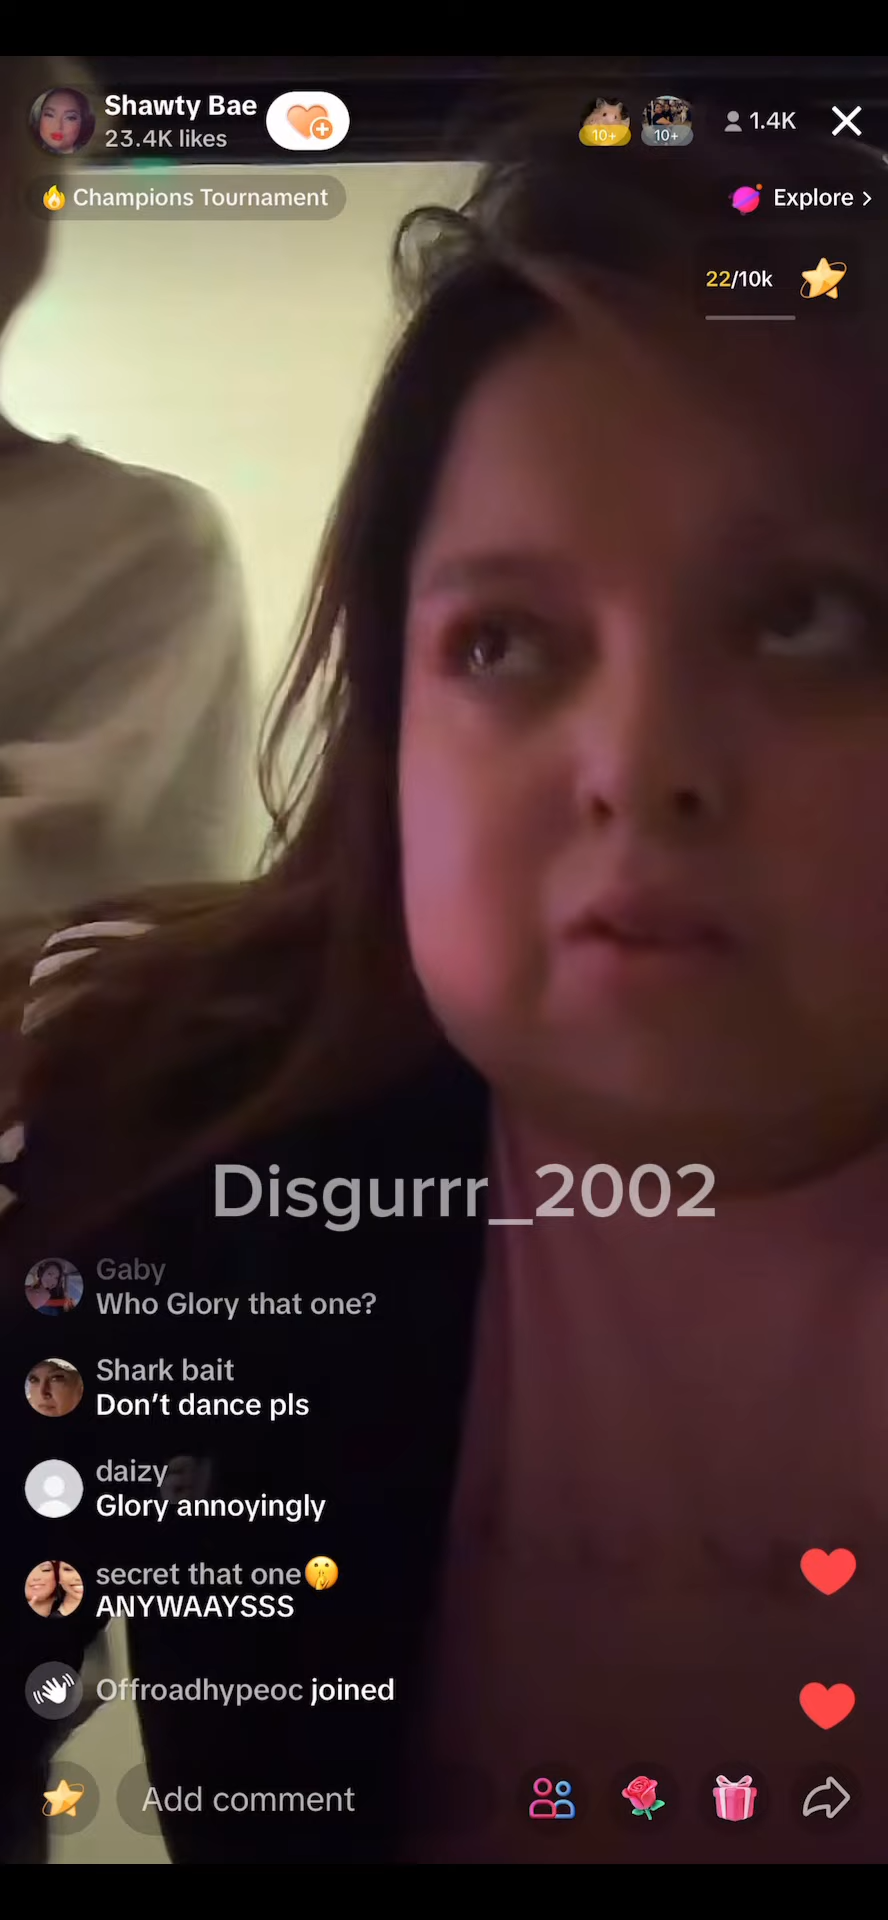 Shawty Bae
23.4K likes
10+
10+
1.4K
Champions Tournament
Explore >
22/10k
Disgurrr_2002
Gaby
Who Glory that one?
Shark bait
Don't dance pls
daizy
Glory annoyingly
secret that one🤫
ANYWAAYSSS
Offroadhypeoc joined
Add comment